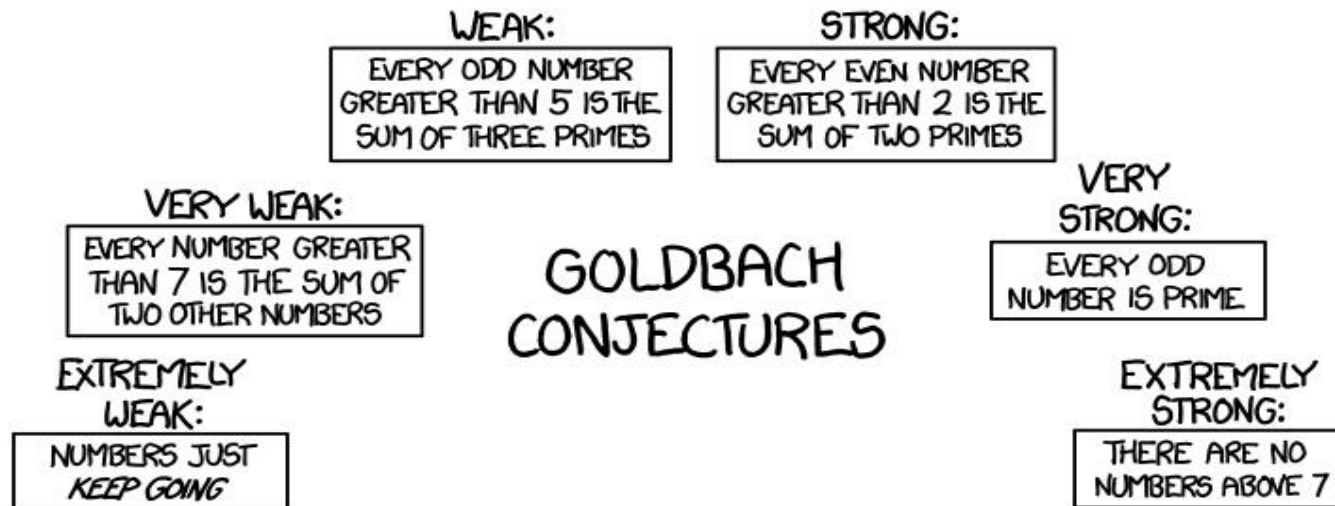 WEAK:
EVERY ODD NUMBER
GREATER THAN 5 IS THE
SUM OF THREE PRIMES
STRONG:
EVERY EVEN NUMBER
GREATER THAN 2 IS THE
SUM OF TWO PRIMES
VERY WEAK:
EVERY NUMBER GREATER
THAN 7 IS THE SUM OF
TWO OTHER NUMBERS
GOLDBACH
CONJECTURES
VERY
STRONG:
EVERY ODD
NUMBER IS PRIME
EXTREMELY
WEAK:
NUMBERS JUST
KEEP GOING
EXTREMELY
STRONG:
THERE ARE NO
NUMBERS ABOVE 7